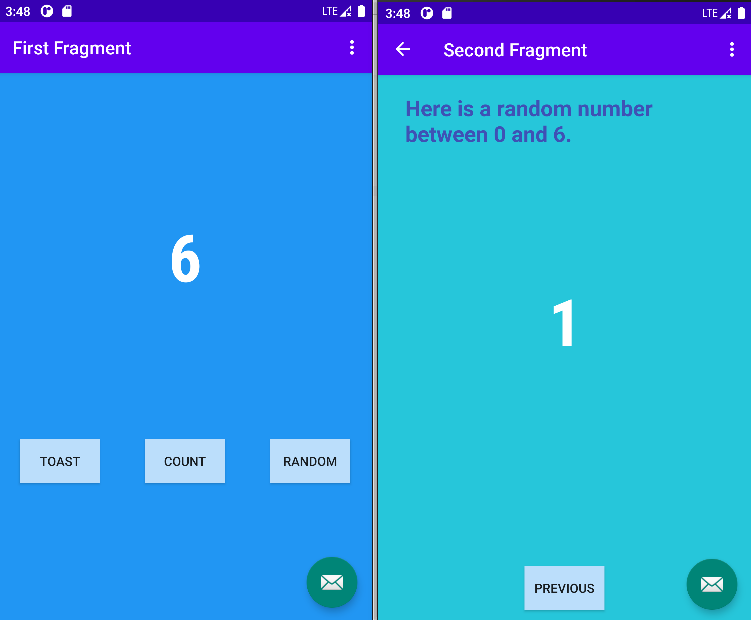 3:48 LTE
First Fragment
6
TOAST COUNT RANDOM
3:48 LTE
Second Fragment
Here is a random number
between 0 and 6.
1
PREVIOUS